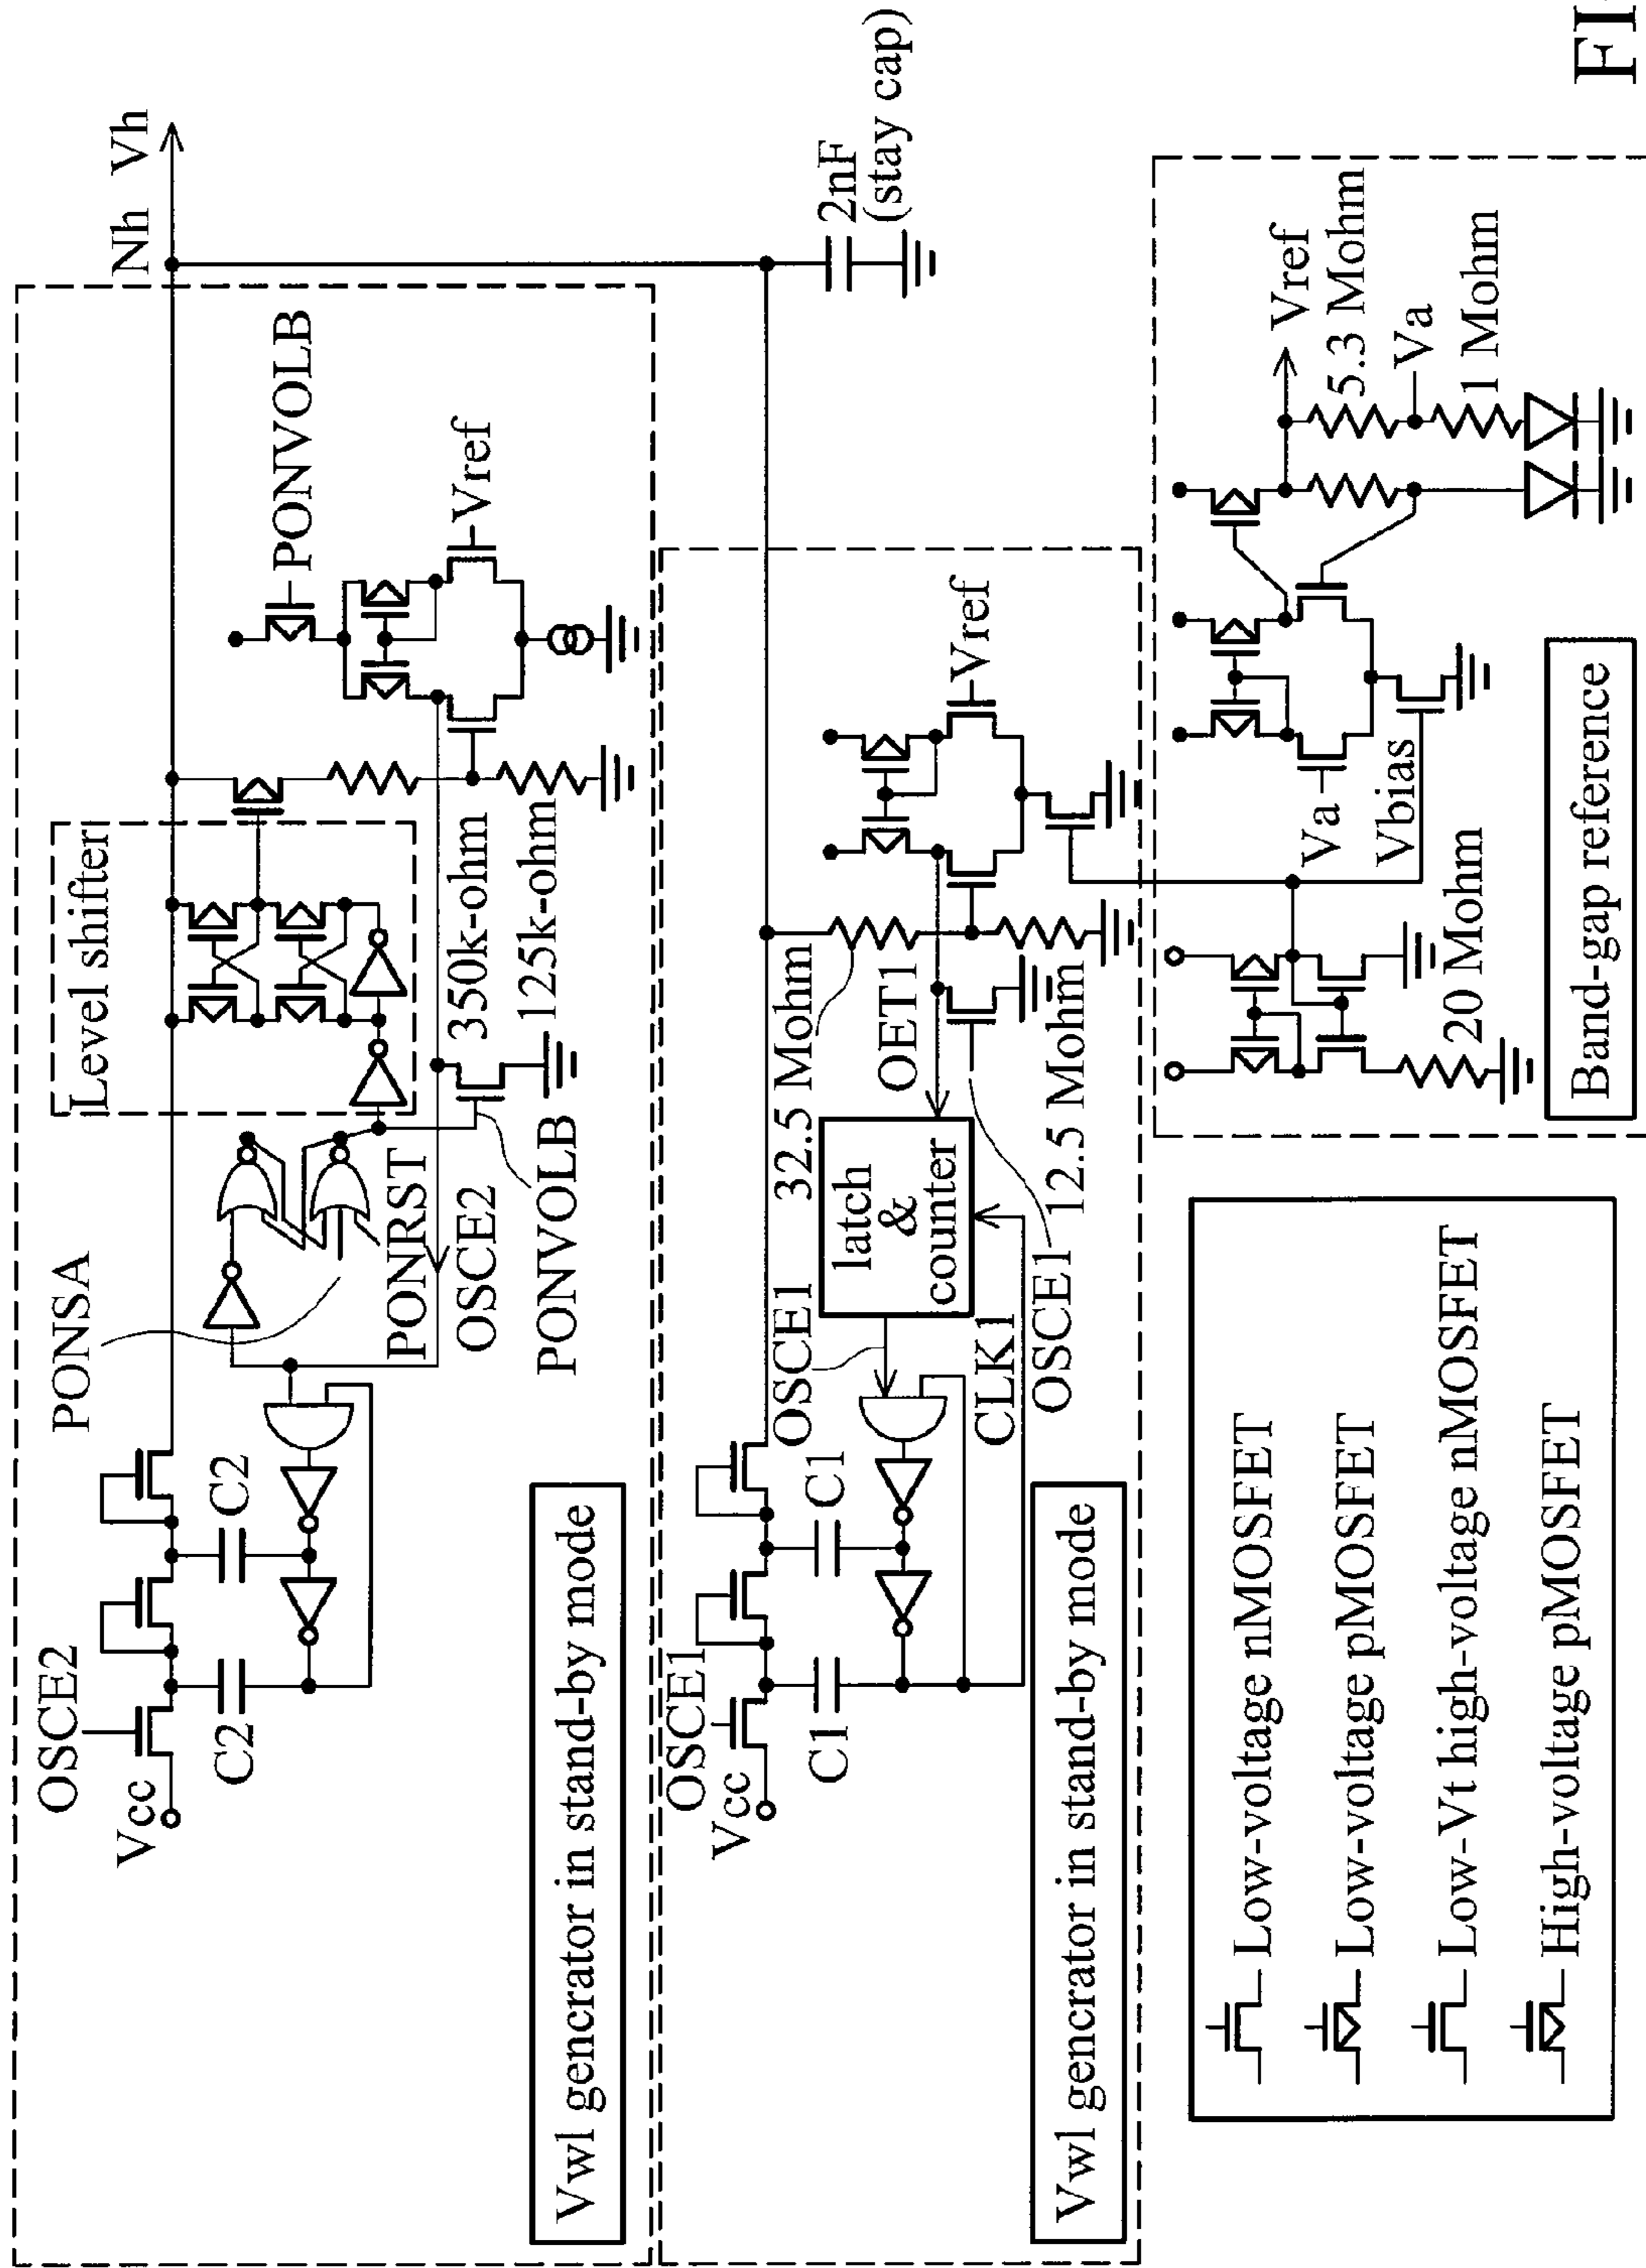 FI
OSCE2
Vcc
C2
C2
PONSA
Level shifter
PONRST
OSCE2
PONVOLB
350k-ohm
125k-ohm
PONVOLB
Vref
Nh Vh
Vwl gencrator in stand-by mode
OSCE1
Vcc
C1
C1
OSCE1
latch
&
counter
CLK1
OSCE1
OET1
32.5 Mohm
12.5 Mohm
Vref
2nF
(stay cap)
Vwl gencrator in stand-by mode
20 Mohm
Vbias
Va
Vref
5.3 Mohm
Va
1 Mohm
Band-gap reference
Low-voltage nMOSFET
Low-voltage pMOSFET
Low-Vt high-voltage nMOSFET
High-voltage pMOSFET